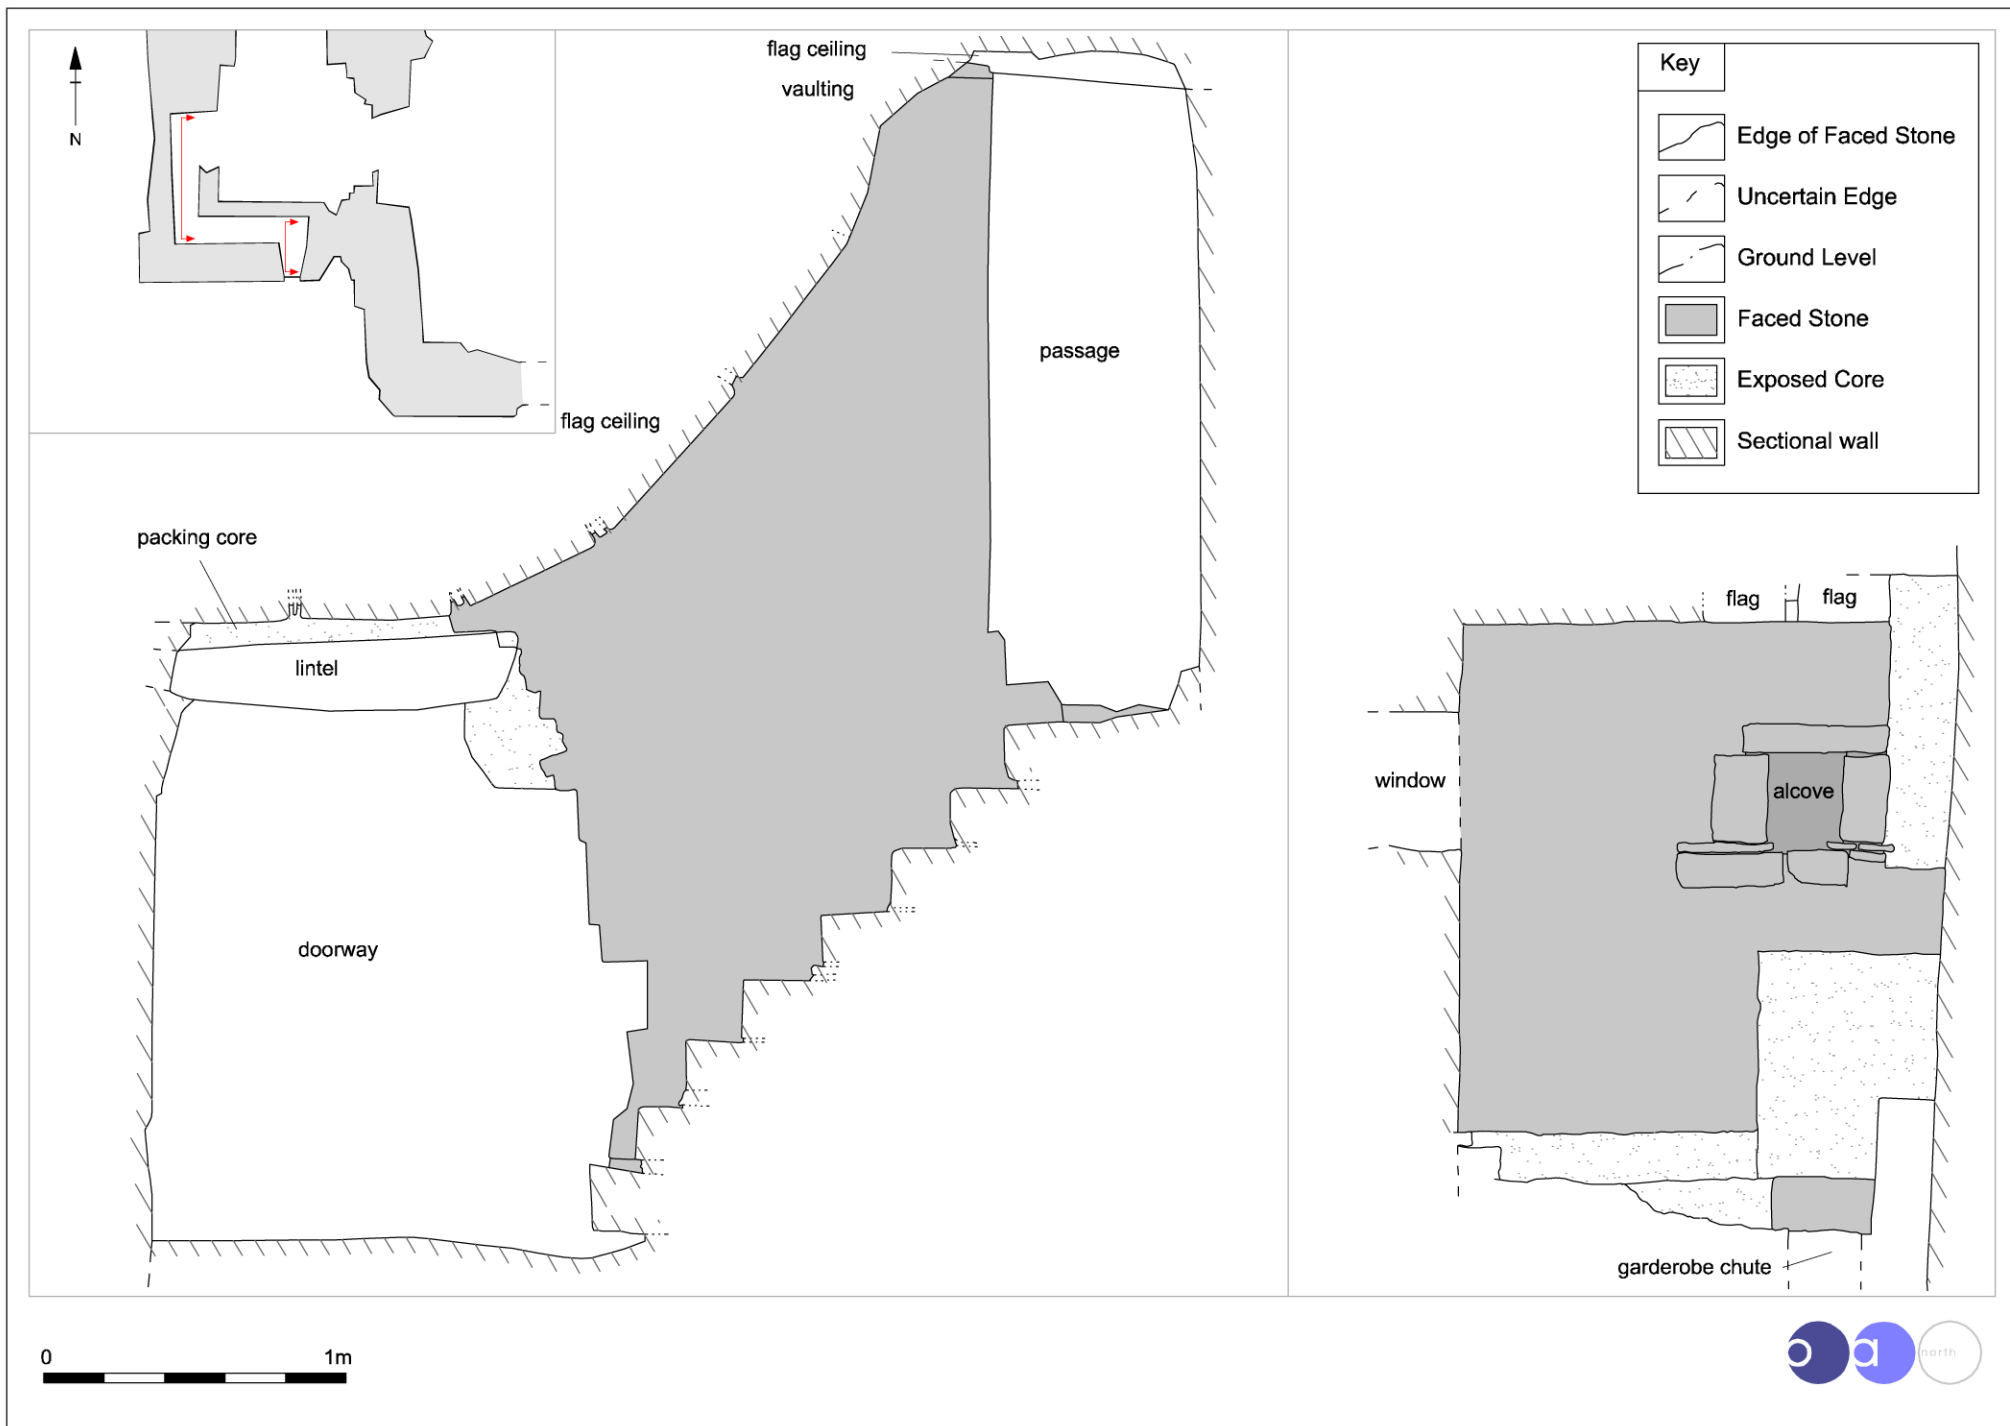 N
flag ceiling
vaulting
passage
flag ceiling
packing core
lintel
doorway
Key
Edge of Faced Stone
Uncertain Edge
Ground Level
Faced Stone
Exposed Core
Sectional wall
flag
flag
window
alcove
garderobe chute
0
1m
o a north